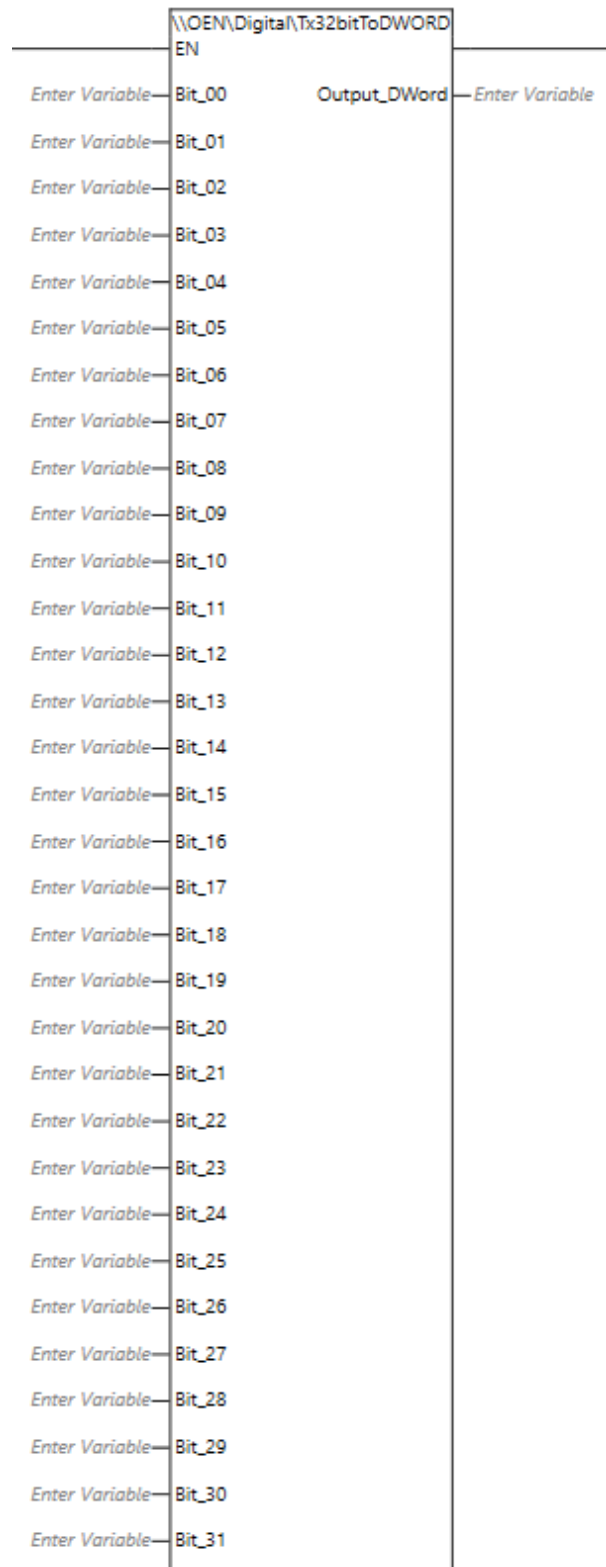 \\OEN\Digital\Tx32bitToDWORD
EN
Enter Variable Bit_00 Output_DWord Enter Variable
Enter Variable Bit_01
Enter Variable Bit_02
Enter Variable Bit_03
Enter Variable Bit_04
Enter Variable Bit_05
Enter Variable Bit_06
Enter Variable Bit_07
Enter Variable Bit_08
Enter Variable Bit_09
Enter Variable Bit_10
Enter Variable Bit_11
Enter Variable Bit_12
Enter Variable Bit_13
Enter Variable Bit_14
Enter Variable Bit_15
Enter Variable Bit_16
Enter Variable Bit_17
Enter Variable Bit_18
Enter Variable Bit_19
Enter Variable Bit_20
Enter Variable Bit_21
Enter Variable Bit_22
Enter Variable Bit_23
Enter Variable Bit_24
Enter Variable Bit_25
Enter Variable Bit_26
Enter Variable Bit_27
Enter Variable Bit_28
Enter Variable Bit_29
Enter Variable Bit_30
Enter Variable Bit_31